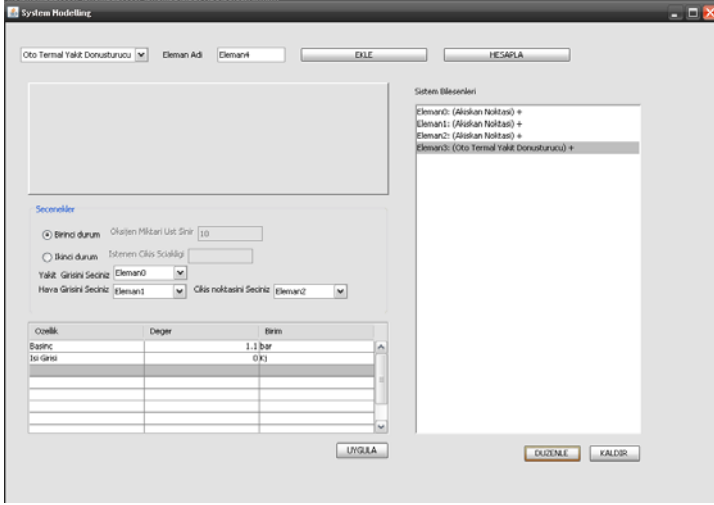 System Modelling
Oto Termal Yakit Donusturucu Eleman Adi Eleman4 EKLE HESAPLA
Sistem Bilesenleri
Eleman0: (Akiskan Noktasi) +
Eleman1: (Akiskan Noktasi) +
Eleman2: (Akiskan Noktasi) +
Eleman3: (Oto Termal Yakit Donusturucu) +
Secenekler
Birinci durum Oksijen Miktari Ust Sinir 10
Ikinci durum Istenen Cikis Sicakligi
Yakit Girisini Seciniz Eleman0
Hava Girisini Seciniz Eleman1 Cikis noktasini Seciniz Eleman2
Ozellik Deger Birim
Basinc 1.1 bar
Isi Girisi 0 KJ
UYGULA
DUZENLE KALDIR